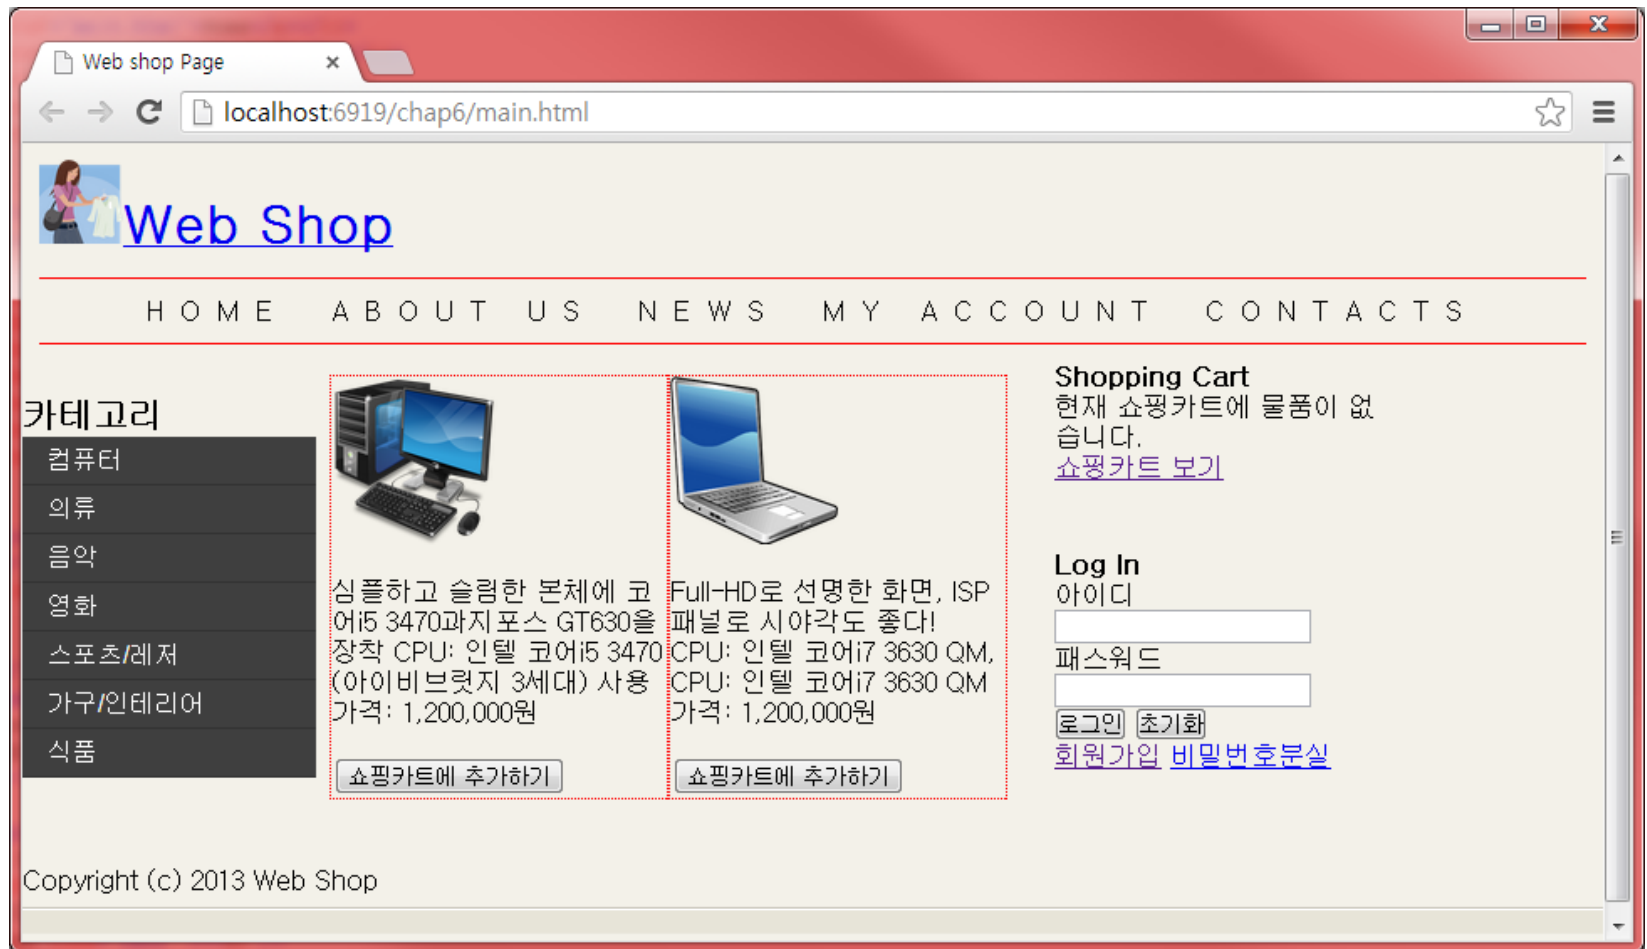 Web shop Page
localhost:6919/chap6/main.html
Web Shop
HOME ABOUT US NEWS MY ACCOUNT CONTACTS
카테고리
컴퓨터
의류
음악
영화
스포츠/레저
가구/인테리어
식품
심플하고 슬림한 본체에 코
어i5 3470과지포스 GT630을
장착 CPU: 인텔 코어i5 3470
(아이비브릿지 3세대) 사용
가격: 1,200,000원
쇼핑카트에 추가하기
Full-HD로 선명한 화면, ISP
패널로 시야각도 좋다!
CPU: 인텔 코어i7 3630 QM,
CPU: 인텔 코어i7 3630 QM
가격: 1,200,000원
쇼핑카트에 추가하기
Shopping Cart
현재 쇼핑카트에 물품이 없
습니다.
쇼핑카트 보기
Log In
아이디
패스워드
로그인 초기화
회원가입 비밀번호분실
Copyright (c) 2013 Web Shop